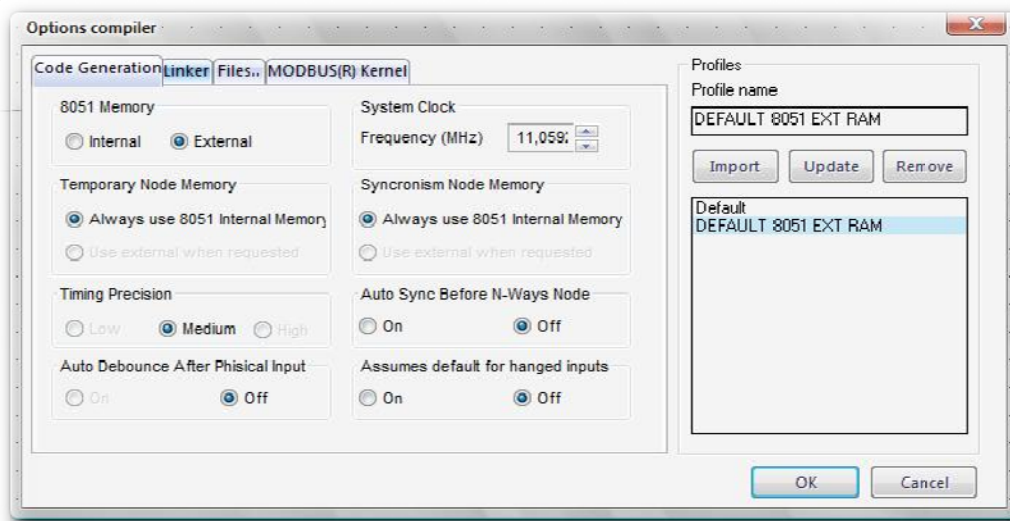 Options compiler
Code Generation Linker Files.. MODBUS(R) Kernel
8051 Memory
Internal External
System Clock
Frequency (MHz) 11,059
Temporary Node Memory
Always use 8051 Internal Memory
Use external when requested
Syncronism Node Memory
Always use 8051 Internal Memory
Use external when requested
Timing Precision
Low Medium High
Auto Sync Before N-Ways Node
On Off
Auto Debounce After Phisical Input
On Off
Assumes default for hanged inputs
On Off
Profiles
Profile name
DEFAULT 8051 EXT RAM
Import Update Remove
Default
DEFAULT 8051 EXT RAM
OK Cancel